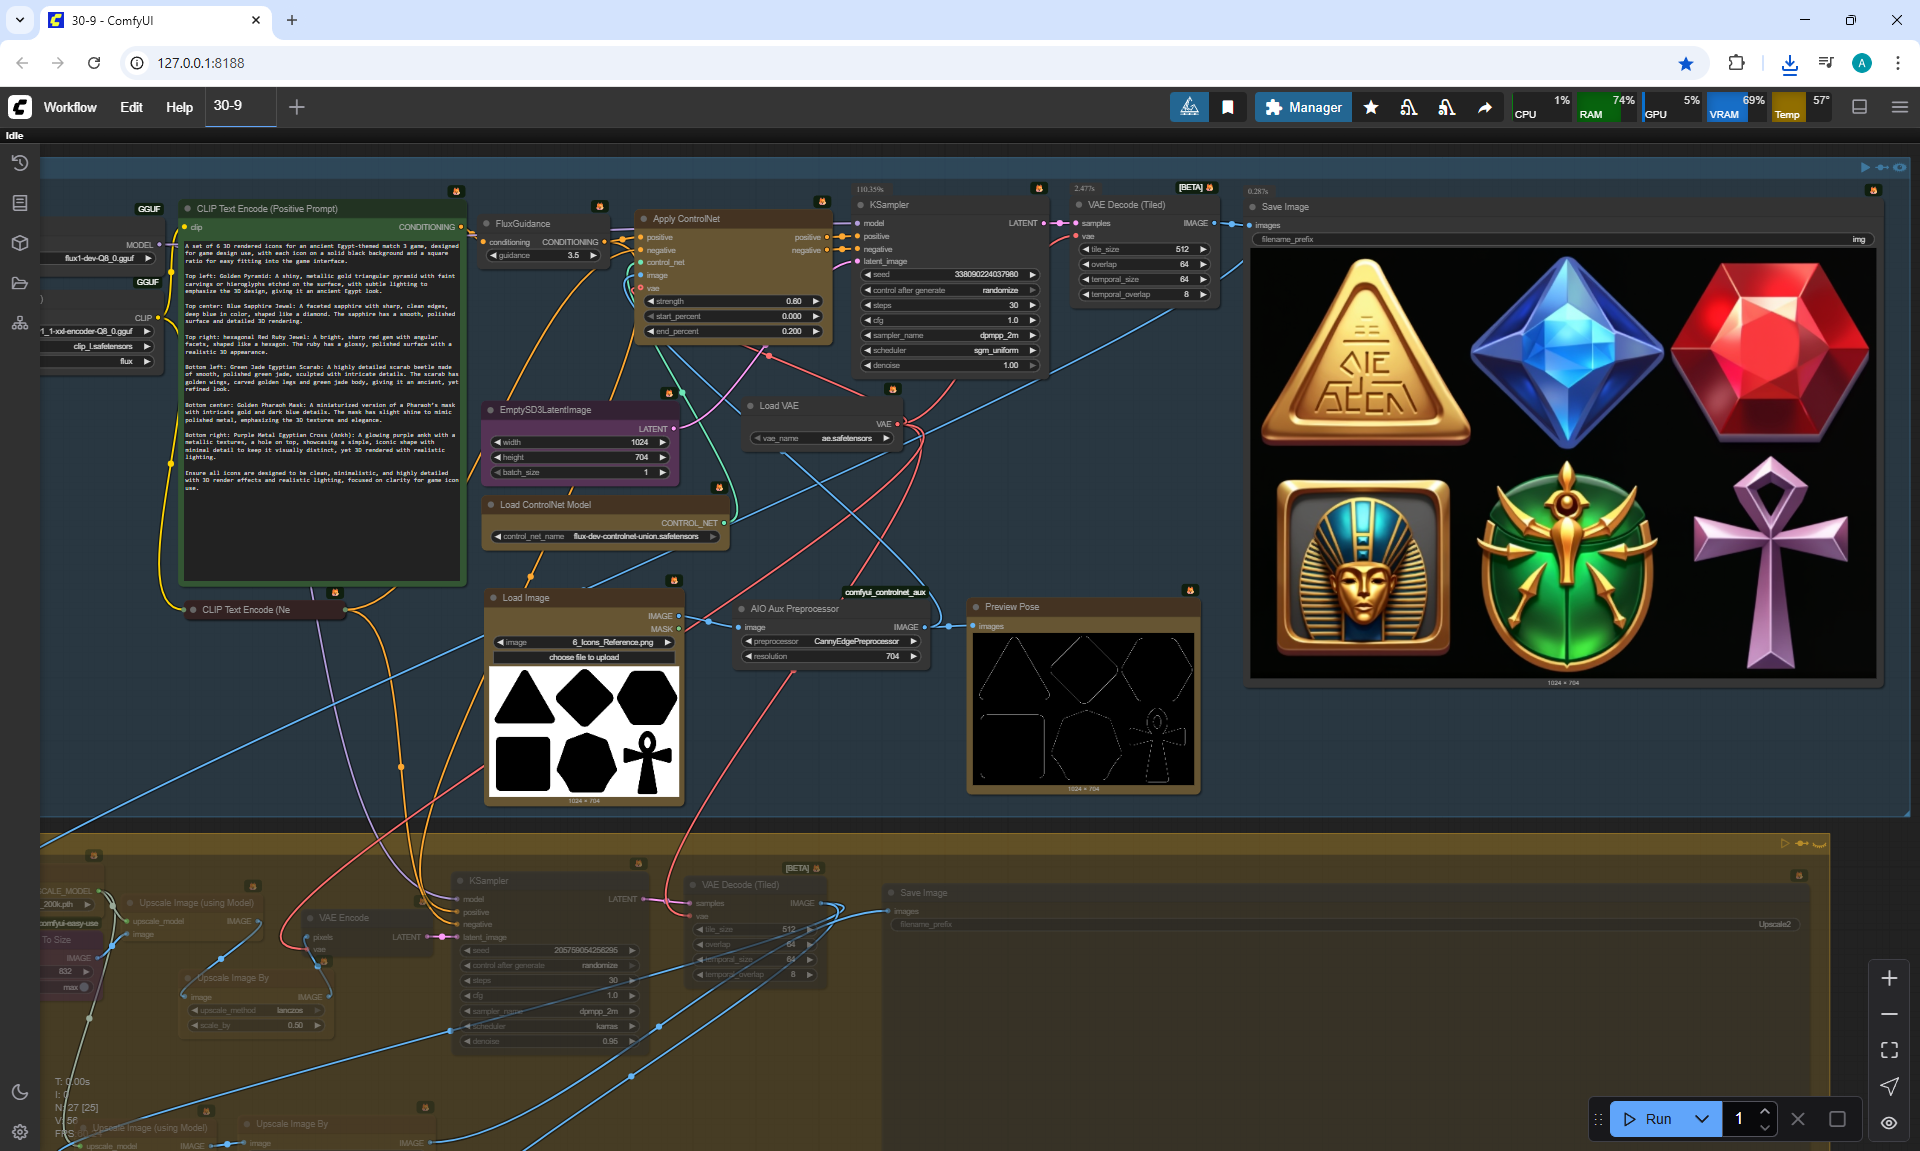 30-9 - ComfyUI
127.0.0.1:8188
A
Workflow
Edit
Help
30-9
Manager
CPU
1%
RAM
74%
GPU
5%
VRAM
69%
Temp
57°
Idle
GGUF
MODEL
flux1-dev-Q8_0.gguf
GGUF
CLIP
1_1-xxl-encoder-Q8_0.gguf
clip_l.safetensors
flux
CLIP Text Encode (Positive Prompt)
clip
CONDITIONING
A set of 6 3D rendered icons for an ancient Egypt-themed match 3 game, designed
for game design use, with each icon on a solid black background and a square
ratio for easy fitting into the game interface.
Top left: Golden Pyramid: A shiny, metallic gold triangular pyramid with faint
carvings or hieroglyphs etched on the surface, with subtle lighting to
emphasize the 3D design, giving it an ancient Egypt look.
Top center: Blue Sapphire Jewel: A faceted sapphire with sharp, clean edges,
deep blue in color, shaped like a diamond. The sapphire has a smooth, polished
surface and detailed 3D rendering.
Top right: hexagonal Red Ruby Jewel: A bright, sharp red gem with angular
facets, shaped like a hexagon. The ruby has a glossy, polished surface with a
realistic 3D appearance.
Bottom left: Green Jade Egyptian Scarab: A highly detailed scarab beetle made
of smooth, polished green jade, sculpted with intricate details. The scarab has
golden wings, carved golden legs and green jade body, giving it an ancient, yet
refined look.
Bottom center: Golden Pharaoh Mask: A miniaturized version of a Pharaoh's mask
with intricate gold and dark blue details. The mask has slight shine to mimic
polished metal, emphasizing the 3D textures and elegance.
Bottom right: Purple Metal Egyptian Cross (Ankh): A glowing purple ankh with a
metallic textures, a hole on top, showcasing a simple, iconic shape with
minimal detail to keep it visually distinct, yet 3D rendered with realistic
lighting.
Ensure all icons are designed to be clean, minimalistic, and highly detailed
with 3D render effects and realistic lighting, focused on clarity for game icon
use.
CLIP Text Encode (Ne
FluxGuidance
conditioning
CONDITIONING
guidance
3.5
Apply ControlNet
positive
positive
negative
negative
control_net
image
vae
strength
0.60
start_percent
0.000
end_percent
0.200
110.359s
KSampler
model
LATENT
positive
negative
latent_image
seed
338090224037980
control after generate
randomize
steps
30
cfg
1.0
sampler_name
dpmpp_2m
scheduler
sgm_uniform
denoise
1.00
2.477s
[BETA]
VAE Decode (Tiled)
samples
IMAGE
vae
tile_size
512
overlap
64
temporal_size
64
temporal_overlap
8
0.287s
Save Image
images
filename_prefix
img
1024 × 704
EmptySD3LatentImage
LATENT
width
1024
height
704
batch_size
1
Load VAE
VAE
vae_name
ae.safetensors
Load ControlNet Model
CONTROL_NET
control_net_name
flux-dev-controlnet-union.safetensors
Load Image
IMAGE
MASK
image
6_Icons_Reference.png
choose file to upload
1024 × 704
comfyui_controlnet_aux
AIO Aux Preprocessor
image
IMAGE
preprocessor
CannyEdgePreprocessor
resolution
704
Preview Pose
images
1024 × 704
SCALE_MODEL
_200k.pth
comfyui-easy-use
To Size
IMAGE
832
max
Upscale Image (using Model)
upscale_model
IMAGE
image
VAE Encode
pixels
LATENT
vae
Upscale Image By
image
IMAGE
upscale_method
lanczos
scale_by
0.50
KSampler
model
LATENT
positive
negative
latent_image
seed
205759054256295
control after generate
randomize
steps
30
cfg
1.0
sampler_name
dpmpp_2m
scheduler
karras
denoise
0.95
[BETA]
VAE Decode (Tiled)
samples
IMAGE
vae
tile_size
512
overlap
64
temporal_size
64
temporal_overlap
8
Save Image
images
filename_prefix
Upscale2
T: 0.00s
I: 0
N: 27 [25]
V: 56
FPS
Upscale Image (using Model)
upscale_model
IMAGE
Upscale Image By
image
IMAGE
Run
1